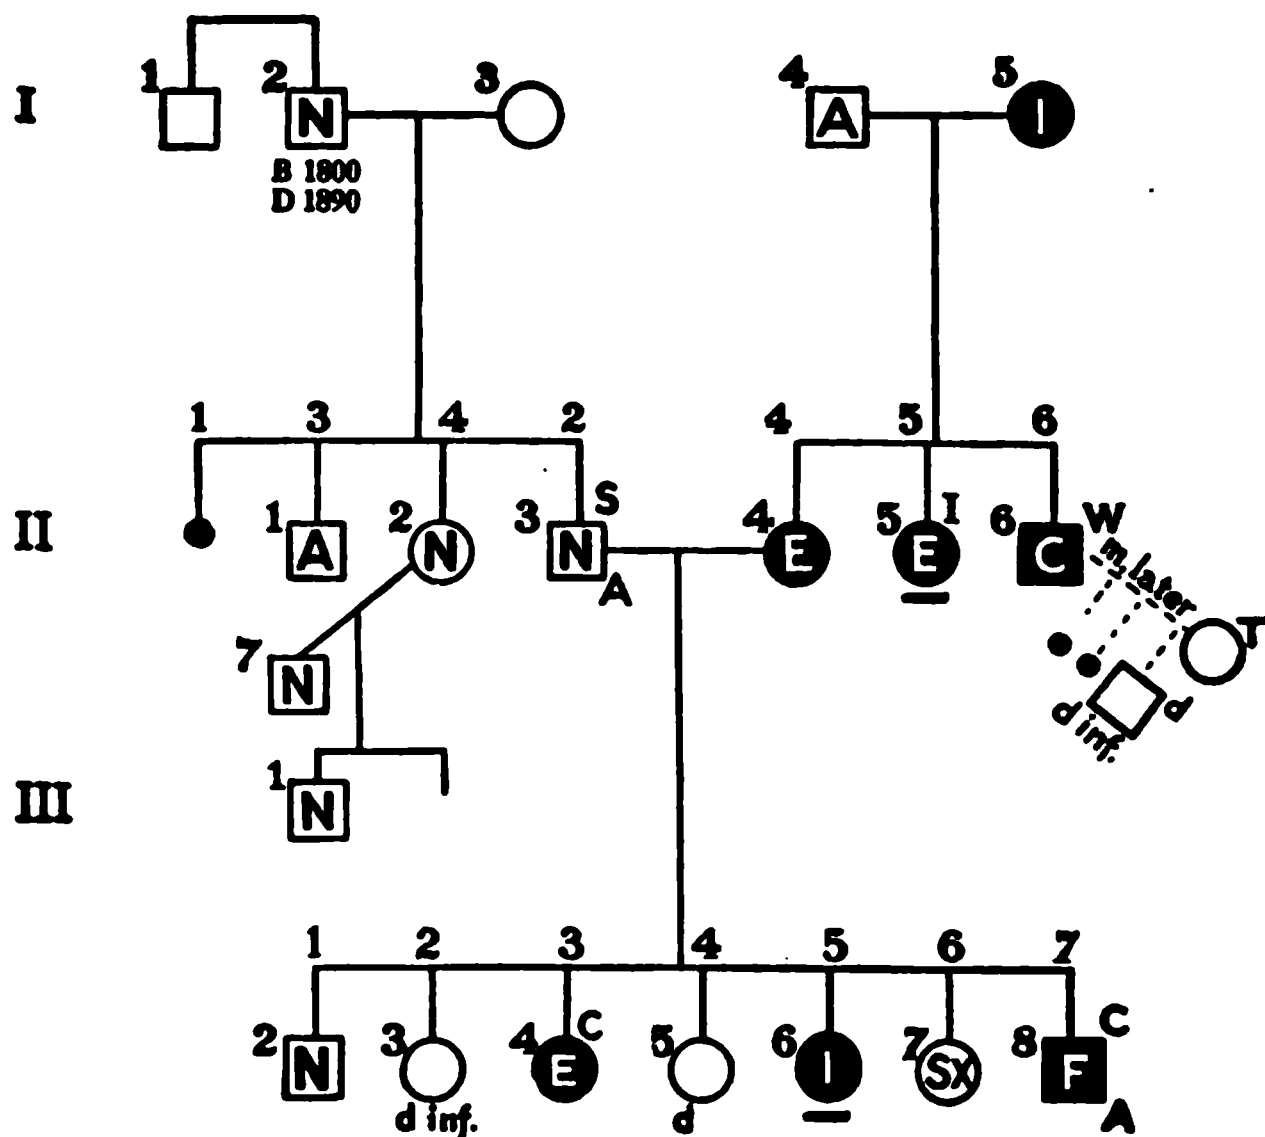 I 1 2 N 3 4 A 5 I
B 1800
D 1890
1 3 4 2 4 5 6
II 1 A 2 N 3 N S A 4 E 5 E I 6 C W
m. later
T
7 N
d inf. d
III 1 N
1 2 3 4 5 6 7
2 N 3 4 E C 5 6 I 7 SX 8 F C
d inf. d A